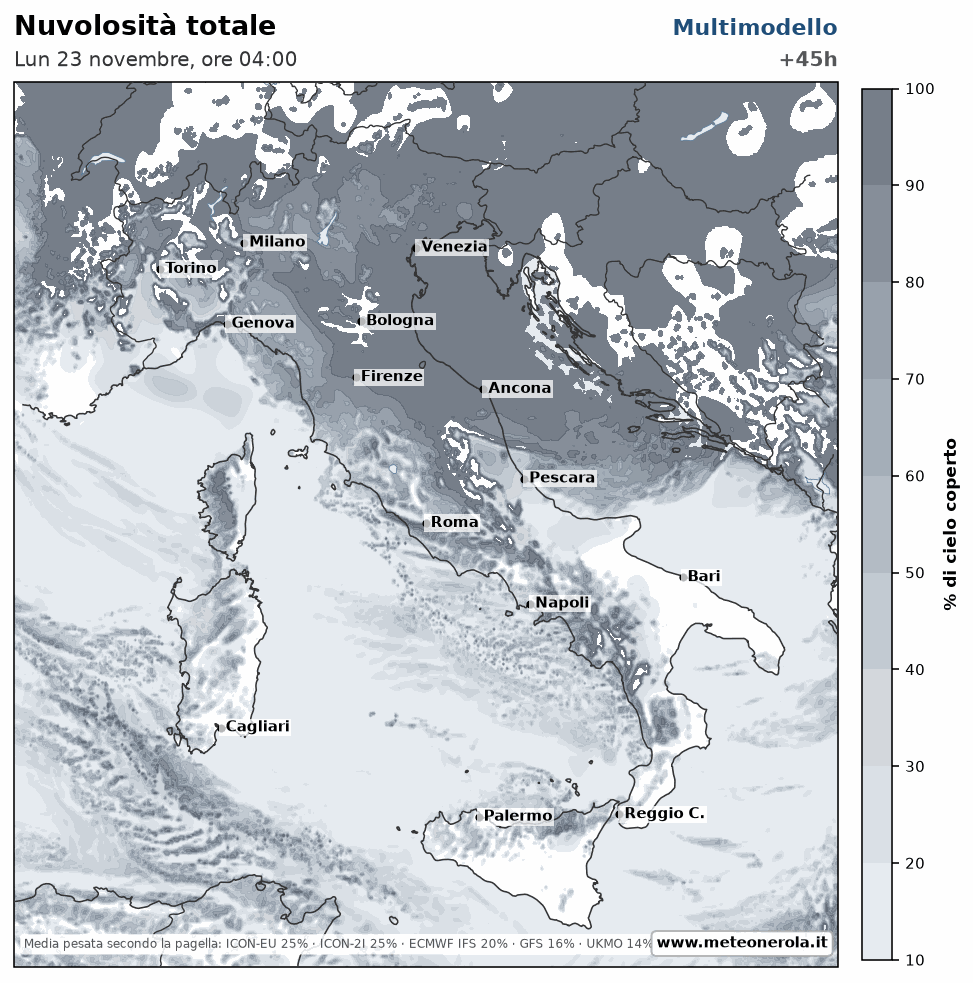 Nuvolosità totale
Multimodello
Lun 23 novembre, ore 04:00
+45h
100
90
80
70
60
50
40
30
20
10
% di cielo coperto
Milano
Venezia
Torino
Genova
Bologna
Firenze
Ancona
Pescara
Roma
Bari
Napoli
Cagliari
Palermo
Reggio C.
Media pesata secondo la pagella: ICON-EU 25% · ICON-2I 25% · ECMWF IFS 20% · GFS 16% · UKMO 14%
www.meteonerola.it